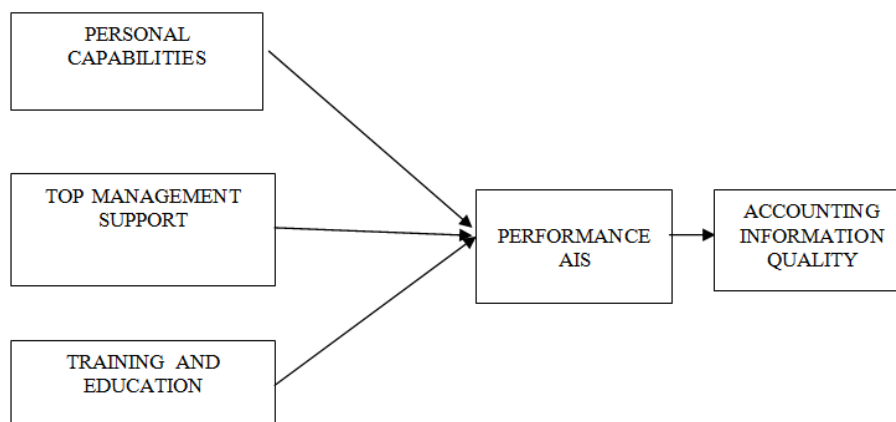 PERSONAL
CAPABILITIES
TOP MANAGEMENT
SUPPORT
TRAINING AND
EDUCATION
PERFORMANCE
AIS
ACCOUNTING
INFORMATION
QUALITY